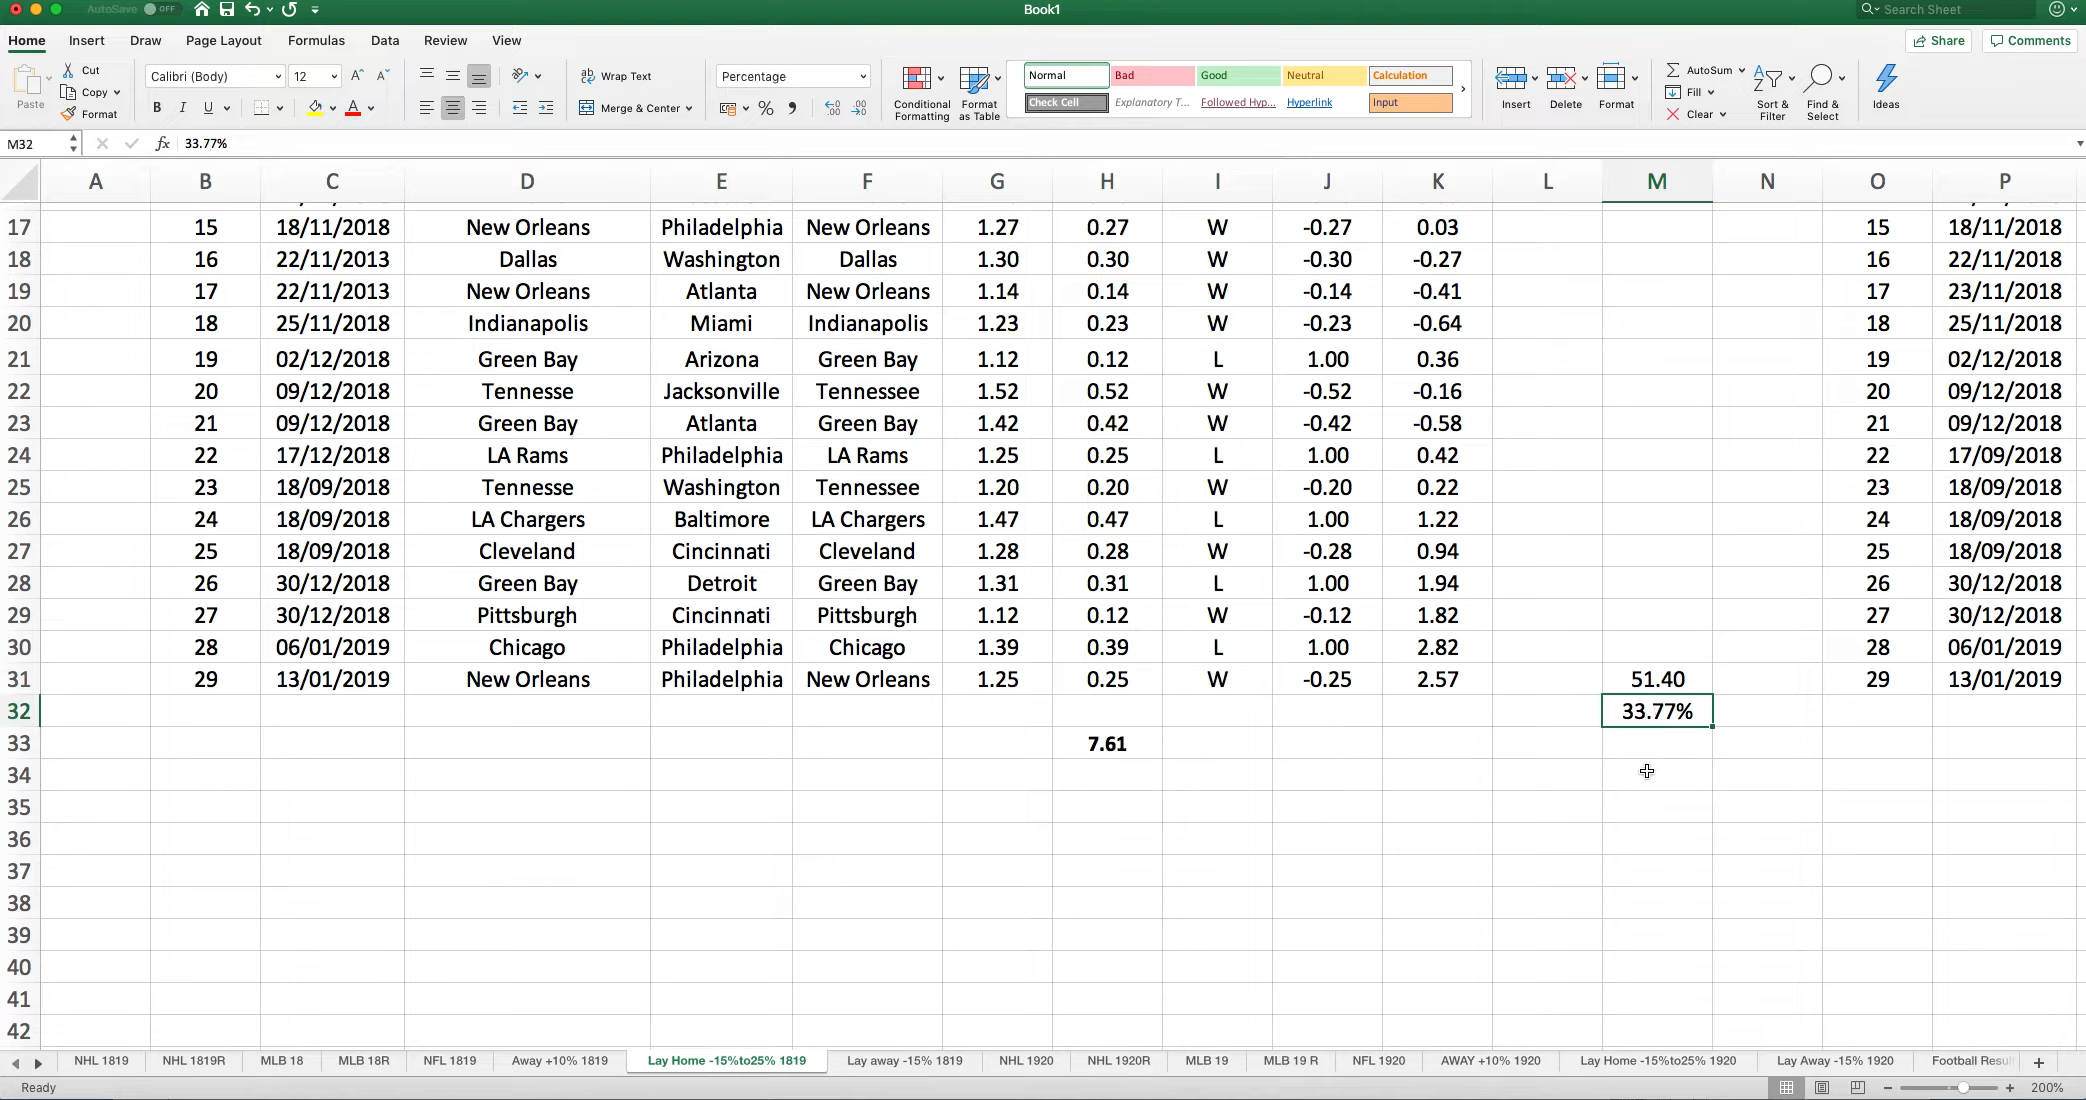 AutoSave OFF Book1 Search Sheet
Home Insert Draw Page Layout Formulas Data Review View Share Comments
Paste Cut Copy Format
Calibri (Body) 12
B I U A
ab Wrap Text
Merge & Center
Percentage
Conditional Formatting
Format as Table
Normal Bad Good Neutral Calculation
Check Cell Explanatory T... Followed Hyp... Hyperlink Input
Insert Delete Format
AutoSum
Fill
Clear
Sort & Filter
Find & Select
Ideas
M32 fx 33.77%
A B C D E F G H I J K L M N O P
17 15 18/11/2018 New Orleans Philadelphia New Orleans 1.27 0.27 W -0.27 0.03 15 18/11/2018
18 16 22/11/2013 Dallas Washington Dallas 1.30 0.30 W -0.30 -0.27 16 22/11/2018
19 17 22/11/2013 New Orleans Atlanta New Orleans 1.14 0.14 W -0.14 -0.41 17 23/11/2018
20 18 25/11/2018 Indianapolis Miami Indianapolis 1.23 0.23 W -0.23 -0.64 18 25/11/2018
21 19 02/12/2018 Green Bay Arizona Green Bay 1.12 0.12 L 1.00 0.36 19 02/12/2018
22 20 09/12/2018 Tennesse Jacksonville Tennessee 1.52 0.52 W -0.52 -0.16 20 09/12/2018
23 21 09/12/2018 Green Bay Atlanta Green Bay 1.42 0.42 W -0.42 -0.58 21 09/12/2018
24 22 17/12/2018 LA Rams Philadelphia LA Rams 1.25 0.25 L 1.00 0.42 22 17/09/2018
25 23 18/09/2018 Tennesse Washington Tennessee 1.20 0.20 W -0.20 0.22 23 18/09/2018
26 24 18/09/2018 LA Chargers Baltimore LA Chargers 1.47 0.47 L 1.00 1.22 24 18/09/2018
27 25 18/09/2018 Cleveland Cincinnati Cleveland 1.28 0.28 W -0.28 0.94 25 18/09/2018
28 26 30/12/2018 Green Bay Detroit Green Bay 1.31 0.31 L 1.00 1.94 26 30/12/2018
29 27 30/12/2018 Pittsburgh Cincinnati Pittsburgh 1.12 0.12 W -0.12 1.82 27 30/12/2018
30 28 06/01/2019 Chicago Philadelphia Chicago 1.39 0.39 L 1.00 2.82 28 06/01/2019
31 29 13/01/2019 New Orleans Philadelphia New Orleans 1.25 0.25 W -0.25 2.57 51.40 29 13/01/2019
32 33.77%
33 7.61
34
35
36
37
38
39
40
41
42
NHL 1819 NHL 1819R MLB 18 MLB 18R NFL 1819 Away +10% 1819 Lay Home -15%to25% 1819 Lay away -15% 1819 NHL 1920 NHL 1920R MLB 19 MLB 19 R NFL 1920 AWAY +10% 1920 Lay Home -15%to25% 1920 Lay Away -15% 1920 Football Resul
Ready 200%